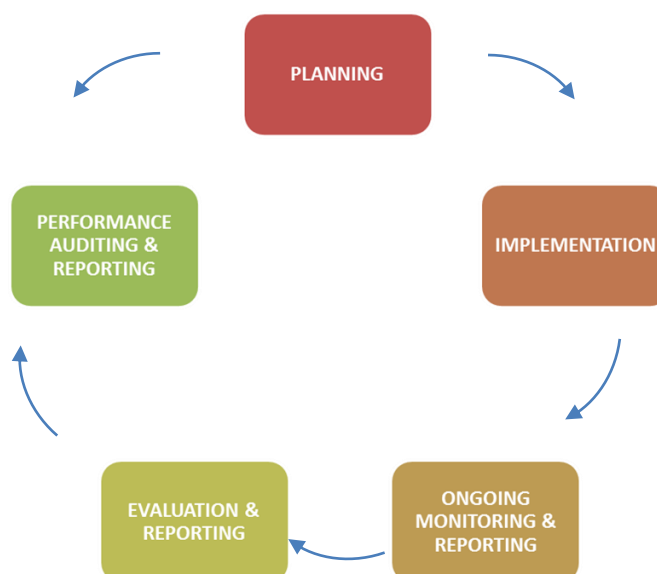 PLANNING
IMPLEMENTATION
ONGOING
MONITORING &
REPORTING
EVALUATION &
REPORTING
PERFORMANCE
AUDITING &
REPORTING